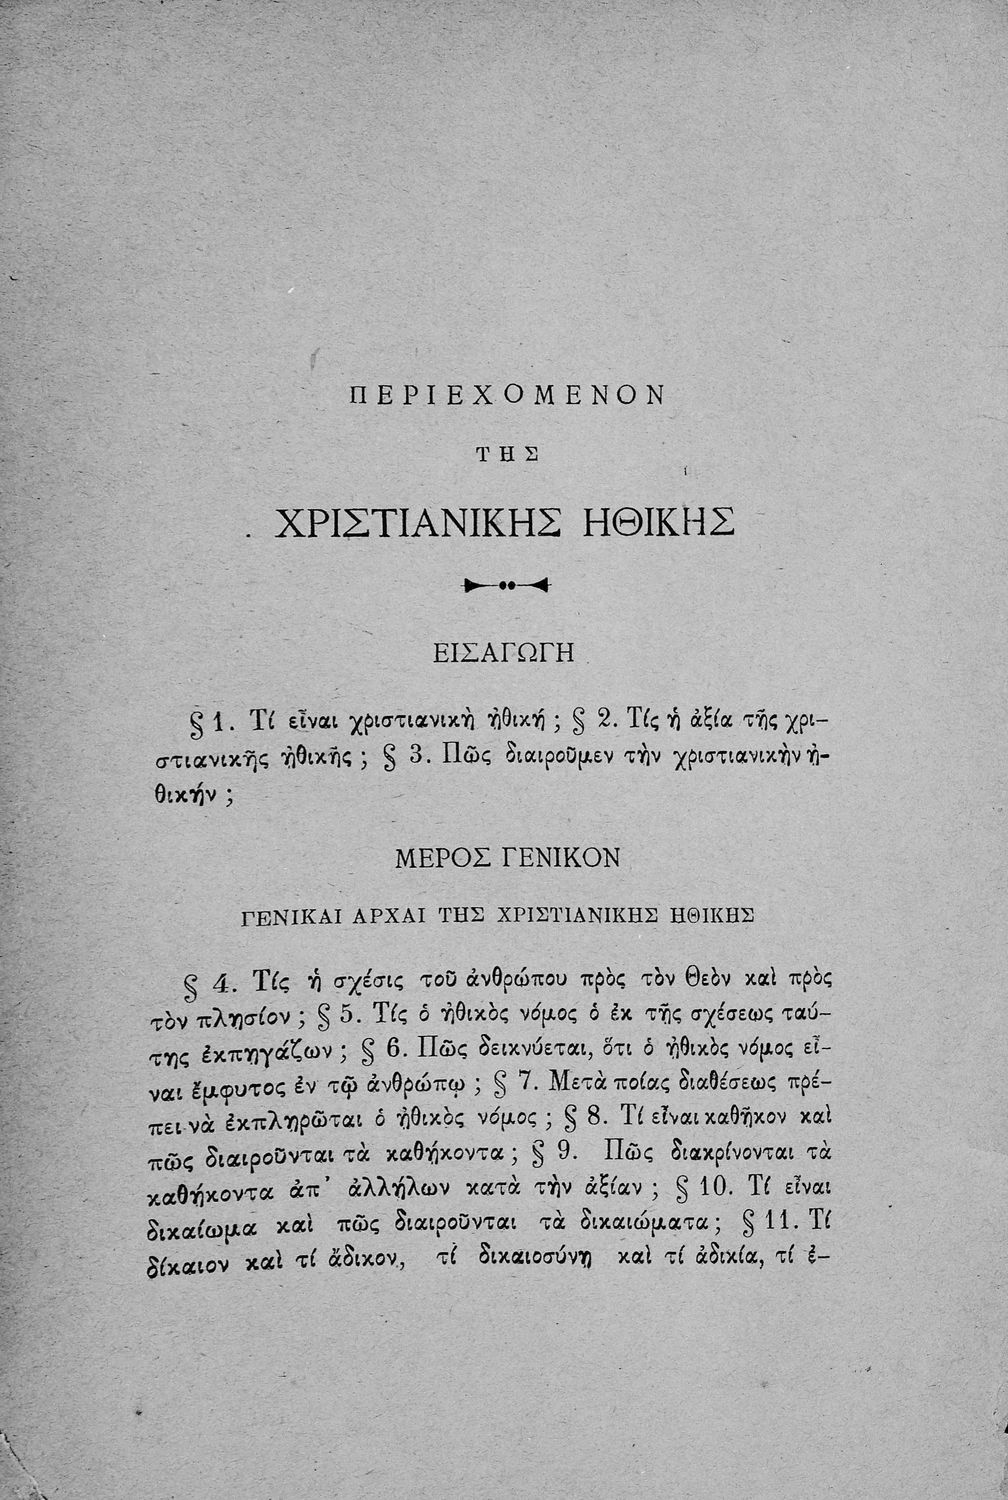 ΠΕΡΙΕΧΟΜΕΝΟΝ
ΤΗΣ
ΧΡΙΣΤΙΑΝΙΚΗΣ ΗΘΙΚΗΣ
ΕΙΣΑΓΩΓΗ
§ 1. Τί εἶναι χριστιανικὴ ἠθική ; § 2. Τίς ἡ ἀξία τῆς χρι-
στιανικῆς ἠθικῆς ; § 3. Πῶς διαιροῦμεν τὴν χριστιανικὴν ἠ-
θικήν ;
ΜΕΡΟΣ ΓΕΝΙΚΟΝ
ΓΕΝΙΚΑΙ ΑΡΧΑΙ ΤΗΣ ΧΡΙΣΤΙΑΝΙΚΗΣ ΗΘΙΚΗΣ
§ 4. Τίς ἡ σχέσις τοῦ ἀνθρώπου πρὸς τὸν Θεὸν καὶ πρὸς
τὸν πλησίον ; § 5. Τίς ὁ ἠθικὸς νόμος ὁ ἐκ τῆς σχέσεως ταύ-
της ἐκπηγάζων ; § 6. Πῶς δεικνύεται, ὅτι ὁ ἠθικὸς νόμος εἶ-
ναι ἔμφυτος ἐν τῷ ἀνθρώπῳ ; § 7. Μετὰ ποίας διαθέσεως πρέ-
πει νὰ ἐκπληρῶται ὁ ἠθικὸς νόμος ; § 8. Τί εἶναι καθῆκον καὶ
πῶς διαιροῦνται τὰ καθήκοντα ; § 9. Πῶς διακρίνονται τὰ
καθήκοντα ἀπ᾽ ἀλλήλων κατὰ τὴν ἀξίαν ; § 10. Τί εἶναι
δικαίωμα καὶ πῶς διαιροῦνται τὰ δικαιώματα ; § 11. Τί
δίκαιον καὶ τί ἄδικον, τί δικαιοσύνη καὶ τί ἀδικία, τί ἐ-